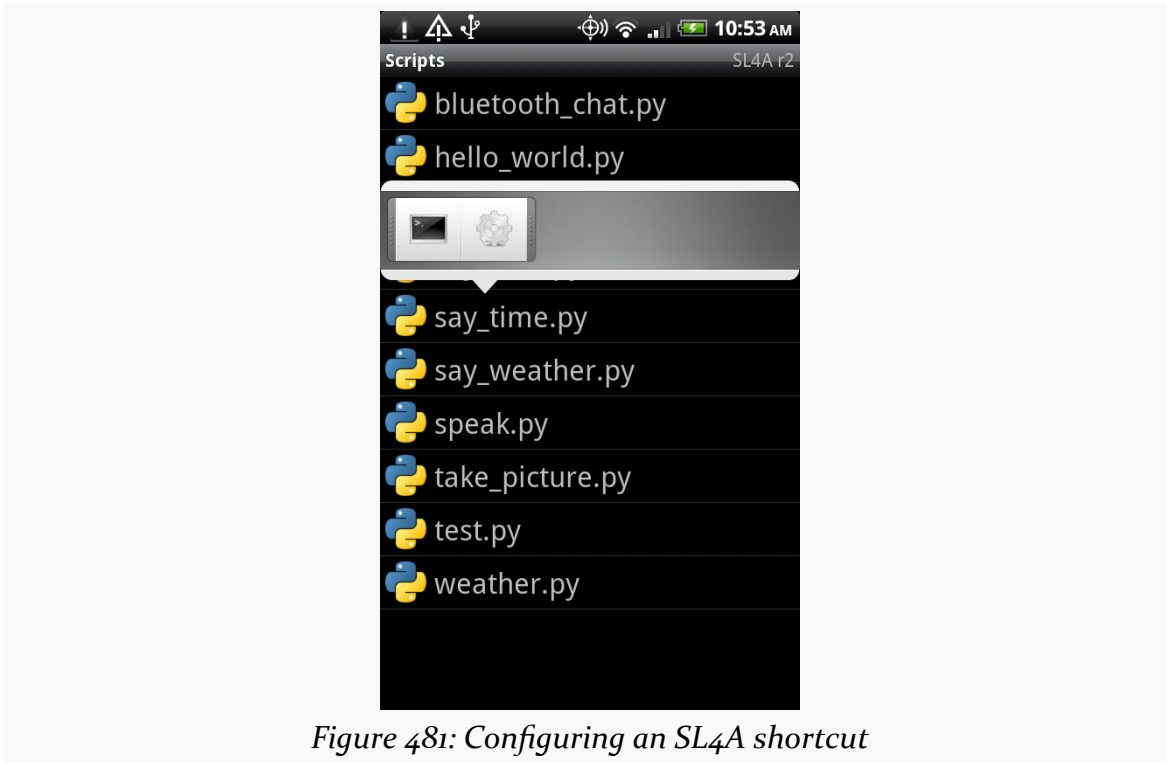 10:53 AM
Scripts SL4A r2
bluetooth_chat.py
hello_world.py
>.
say_time.py
say_weather.py
speak.py
take_picture.py
test.py
weather.py
Figure 481: Configuring an SL4A shortcut